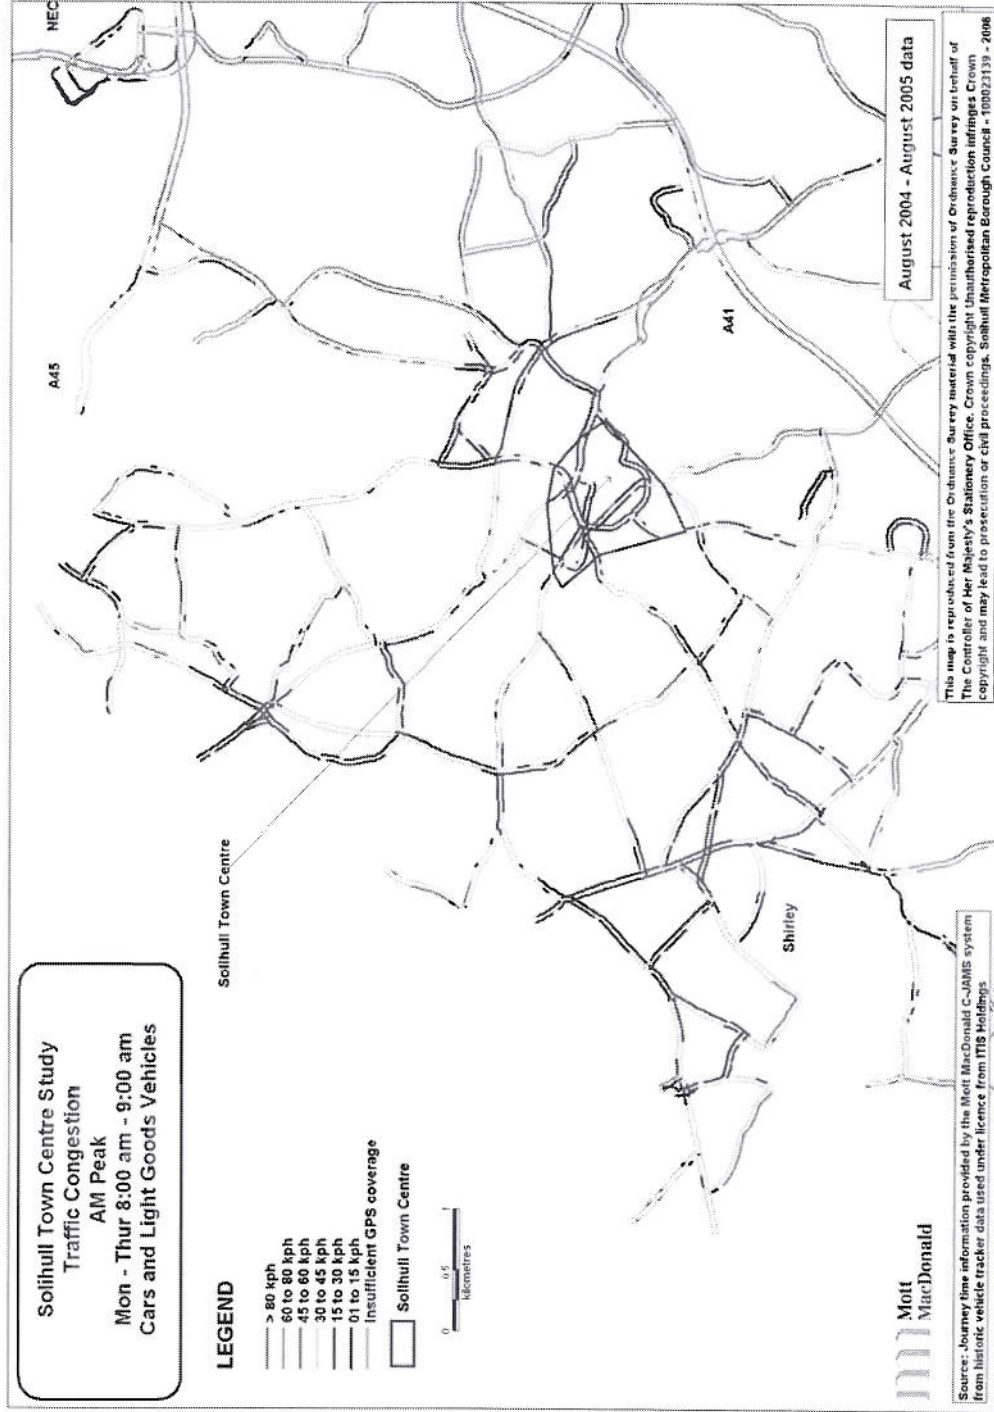 Solihull Town Centre Study
Traffic Congestion
AM Peak
Mon - Thur 8:00 am - 9:00 am
Cars and Light Goods Vehicles
LEGEND
> 80 kph
60 to 80 kph
45 to 60 kph
30 to 45 kph
15 to 30 kph
01 to 15 kph
Insufficient GPS coverage
Solihull Town Centre
0 0.5 1
kilometres
Solihull Town Centre
A45
NEC
A41
Shirley
Mott
MacDonald
August 2004 - August 2005 data
Source: Journey time information provided by the Mott MacDonald C-JAMS system
from historic vehicle tracker data used under licence from ITIS Holdings
This map is reproduced from the Ordnance Survey material with the permission of Ordnance Survey on behalf of
The Controller of Her Majesty's Stationery Office. Crown copyright Unauthorised reproduction infringes Crown
copyright and may lead to prosecution or civil proceedings. Solihull Metropolitan Borough Council - 100023139 - 2006